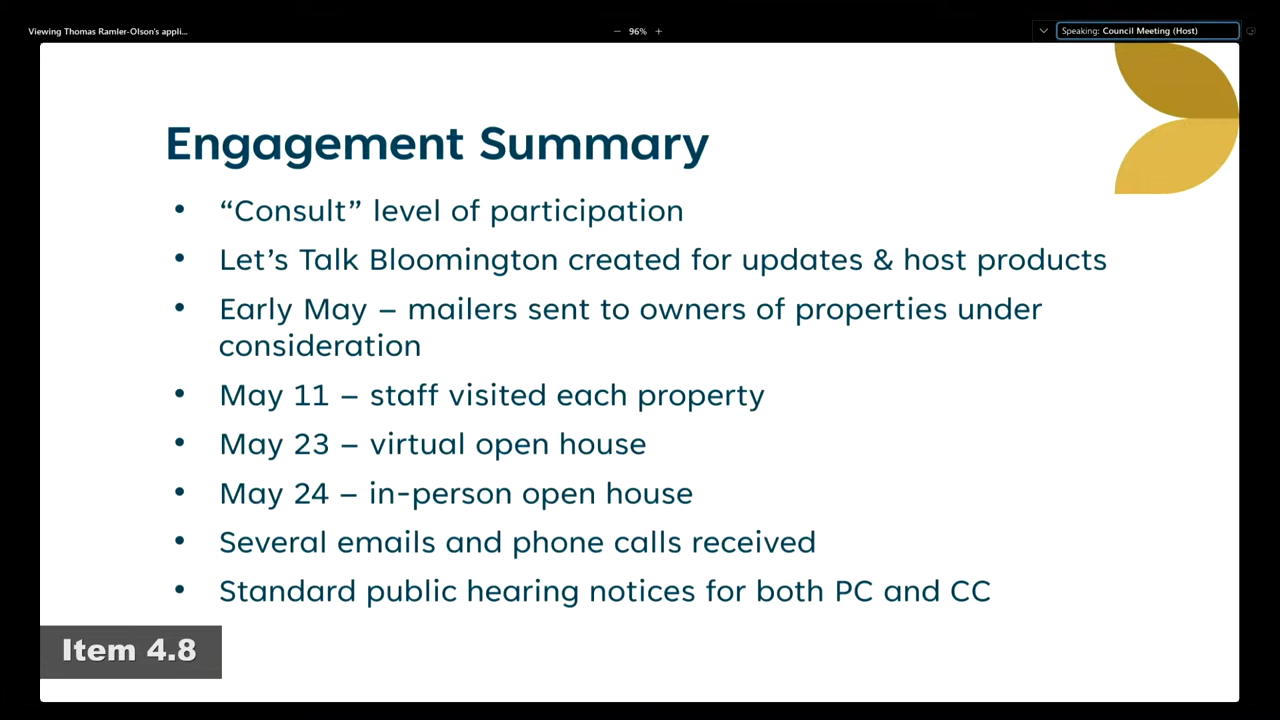 Viewing Thomas Ramler-Olson's appli...
− 96% +
Speaking: Council Meeting (Host)
Engagement Summary
• “Consult” level of participation
• Let’s Talk Bloomington created for updates & host products
• Early May – mailers sent to owners of properties under
consideration
• May 11 – staff visited each property
• May 23 – virtual open house
• May 24 – in-person open house
• Several emails and phone calls received
• Standard public hearing notices for both PC and CC
Item 4.8